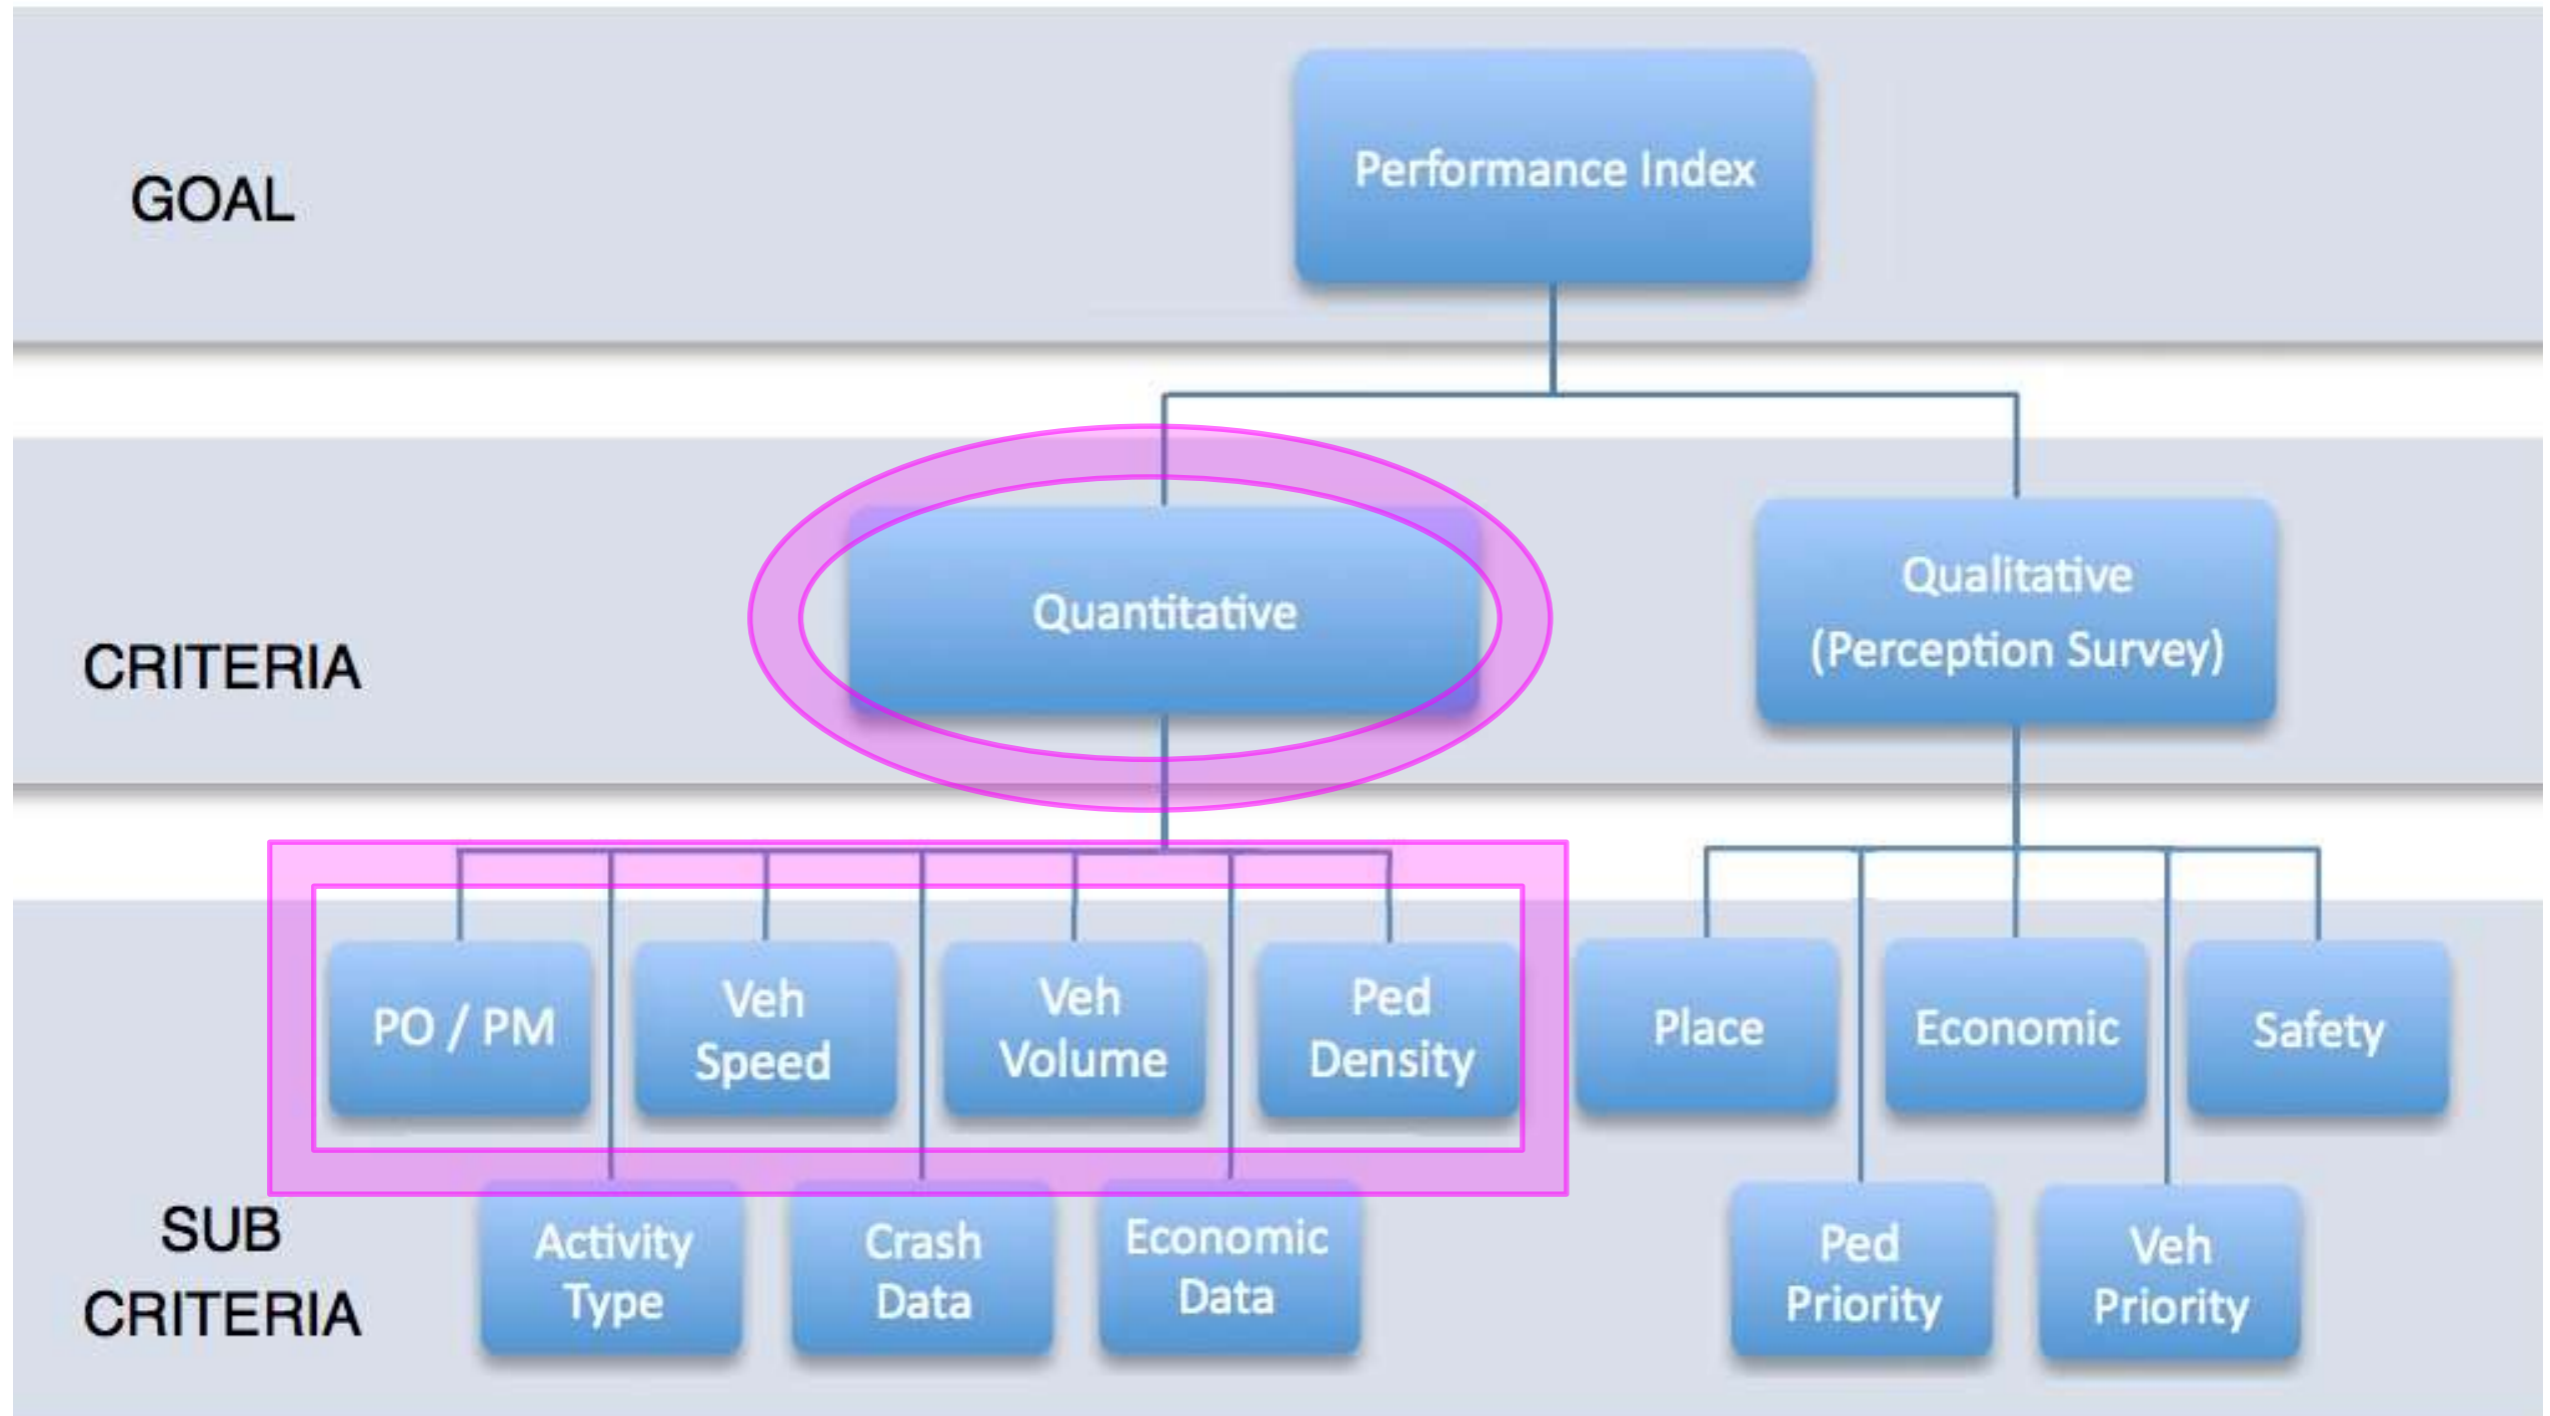 GOAL
Performance Index
CRITERIA
Quantitative
Qualitative
(Perception Survey)
PO / PM
Veh
Speed
Veh
Volume
Ped
Density
Place
Economic
Safety
SUB
CRITERIA
Activity
Type
Crash
Data
Economic
Data
Ped
Priority
Veh
Priority